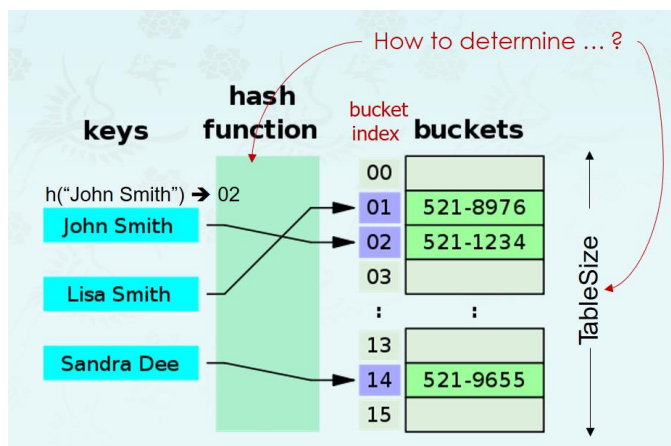 How to determine … ?
hash
function
keys
bucket
index
buckets
h(“John Smith”) ➔ 02
John Smith
Lisa Smith
Sandra Dee
00
01
521-8976
02
521-1234
03
:
:
13
14
521-9655
15
TableSize